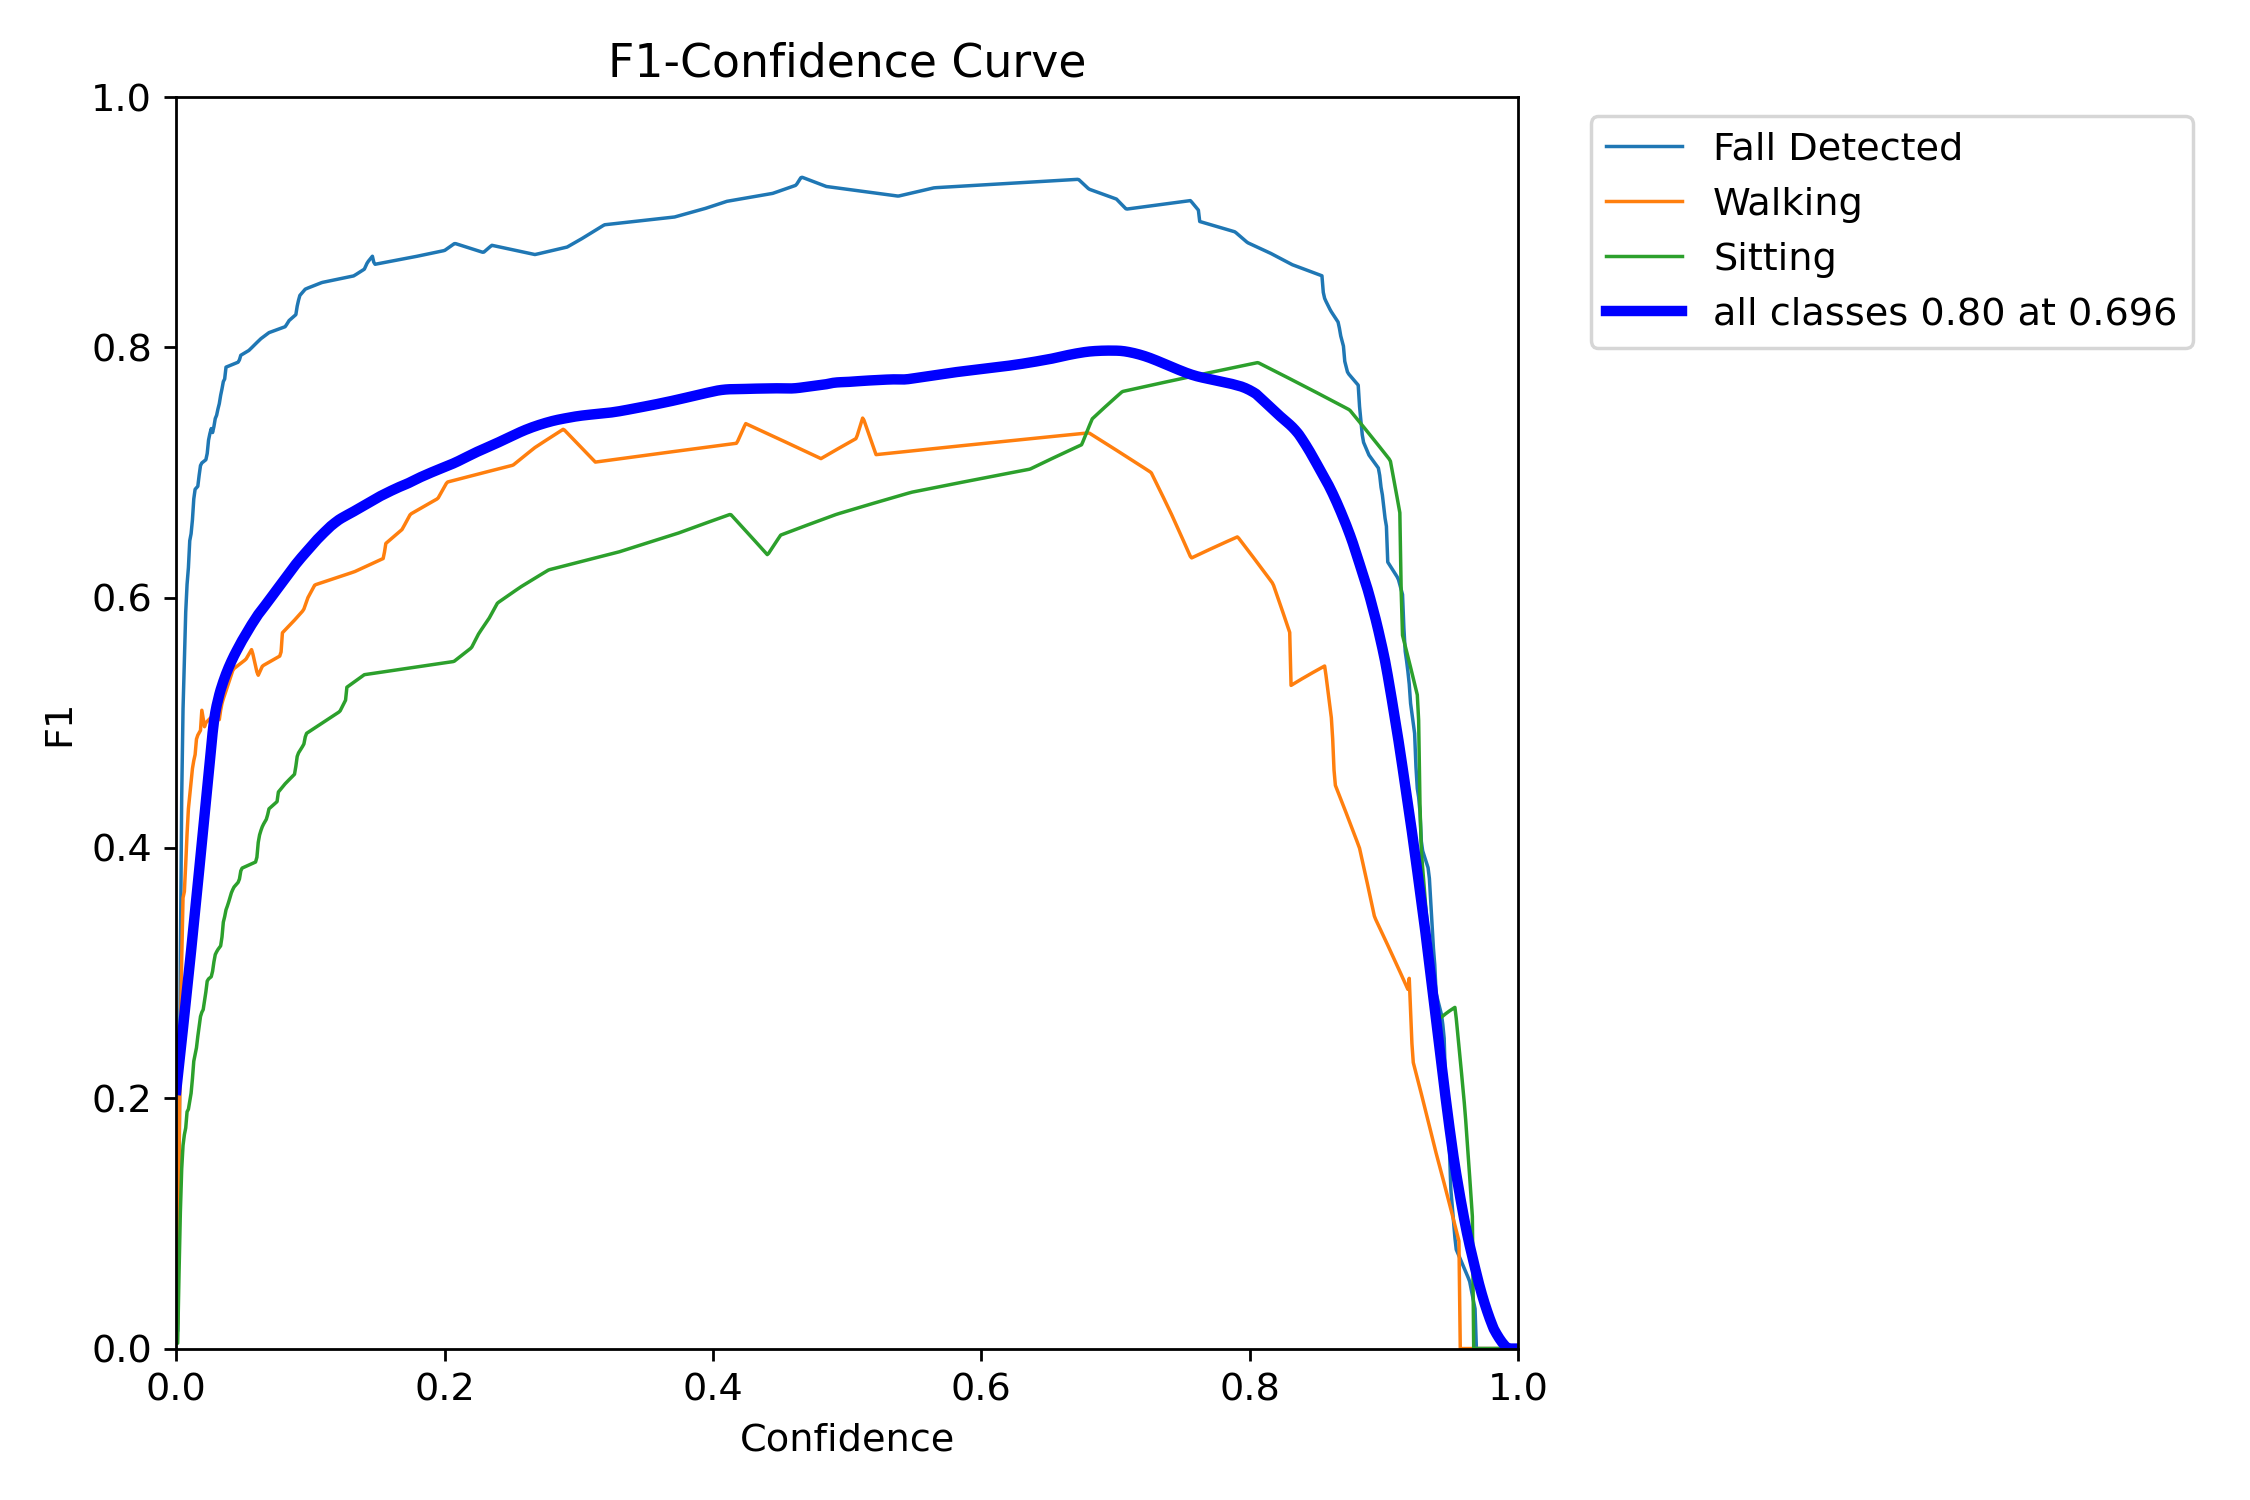 F1-Confidence Curve
1.0
0.8
0.6
0.4
0.2
0.0
F1
0.0 0.2 0.4 0.6 0.8 1.0
Confidence
Fall Detected
Walking
Sitting
all classes 0.80 at 0.696